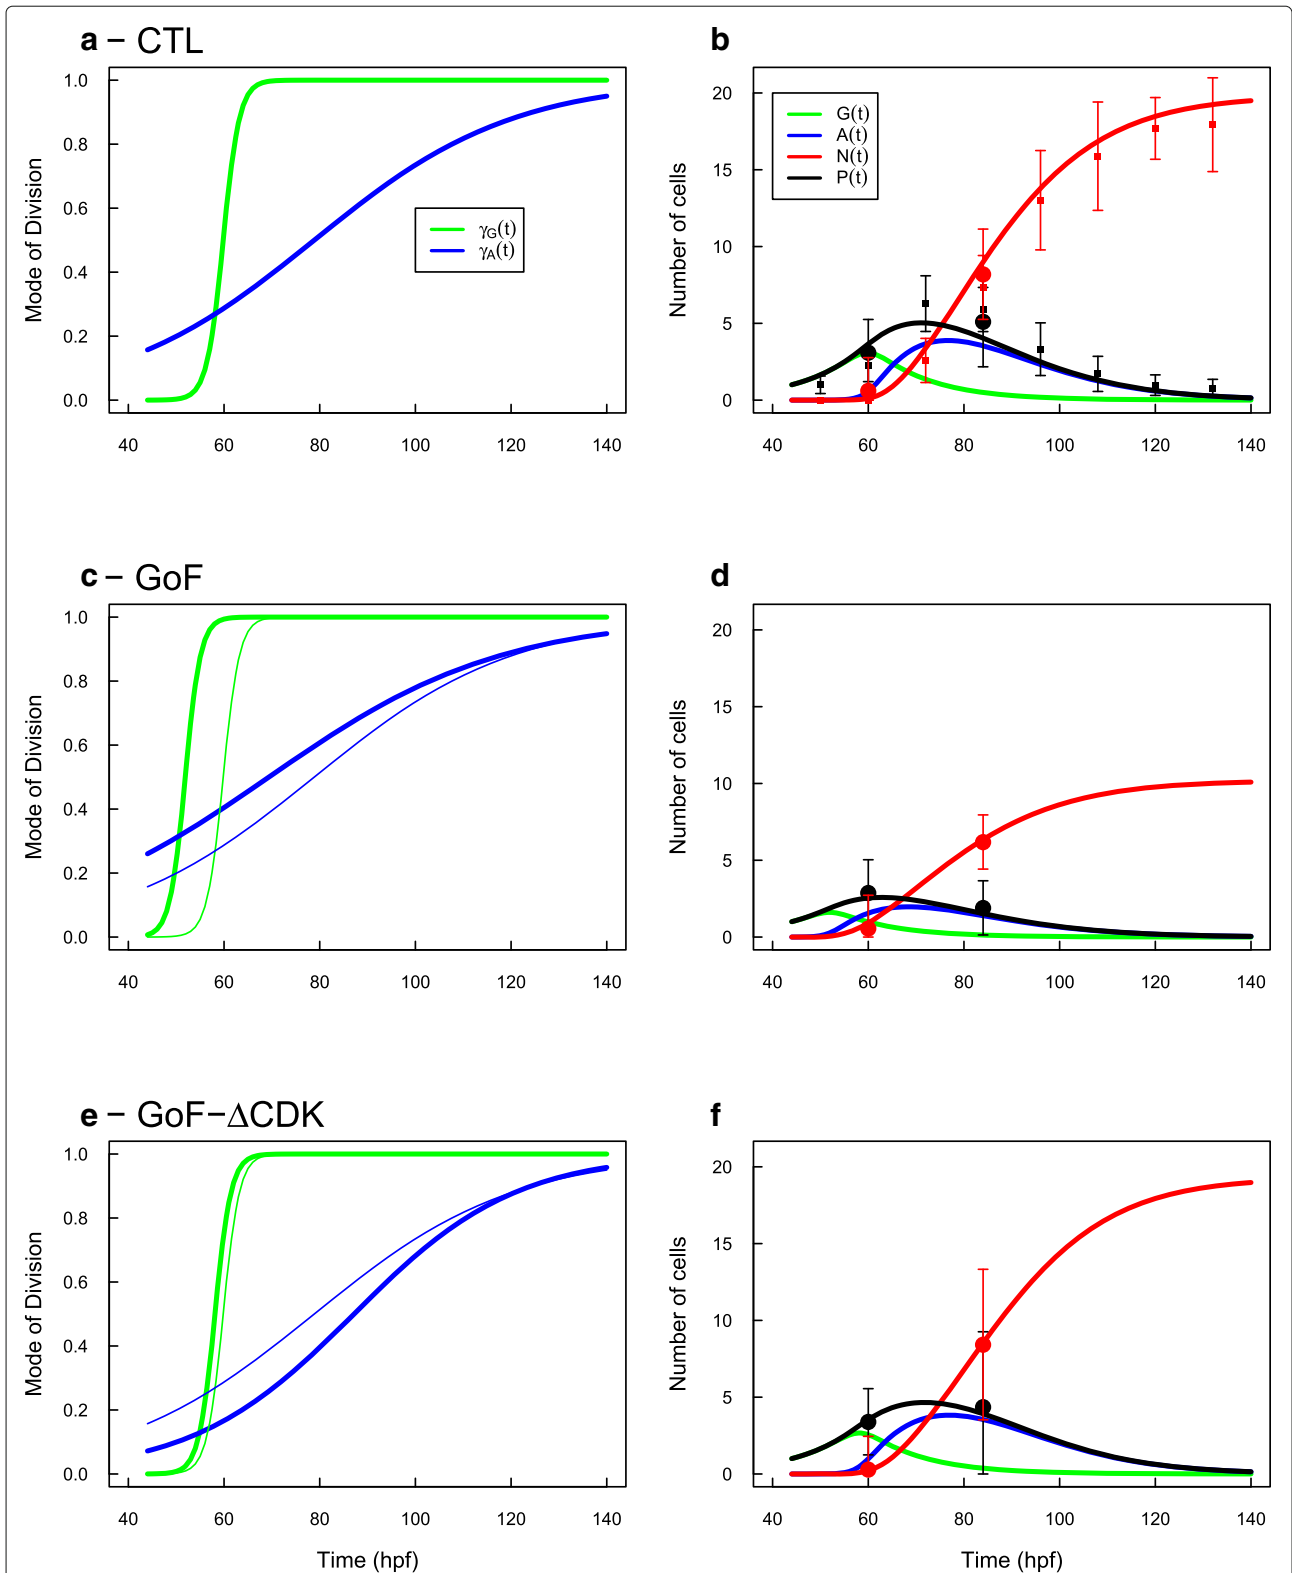 a – CTL
Mode of Division
1.0
0.8
0.6
0.4
0.2
0.0
γG(t)
γA(t)
40 60 80 100 120 140
b
Number of cells
20
15
10
5
0
G(t)
A(t)
N(t)
P(t)
40 60 80 100 120 140
c – GoF
Mode of Division
1.0
0.8
0.6
0.4
0.2
0.0
40 60 80 100 120 140
d
Number of cells
20
15
10
5
0
40 60 80 100 120 140
e – GoF–ΔCDK
Mode of Division
1.0
0.8
0.6
0.4
0.2
0.0
40 60 80 100 120 140
Time (hpf)
f
Number of cells
20
15
10
5
0
40 60 80 100 120 140
Time (hpf)